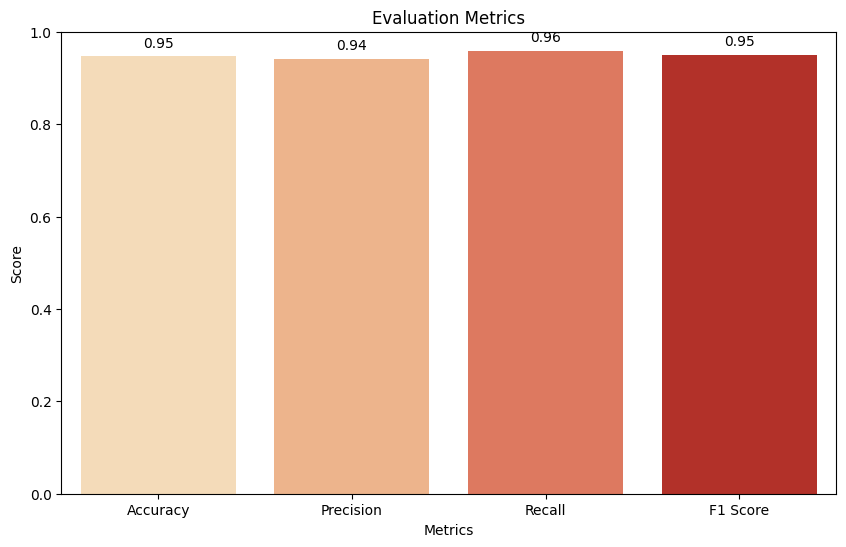 Evaluation Metrics
1.0
0.8
0.6
0.4
0.2
0.0
Score
0.95
0.94
0.96
0.95
Accuracy
Precision
Recall
F1 Score
Metrics